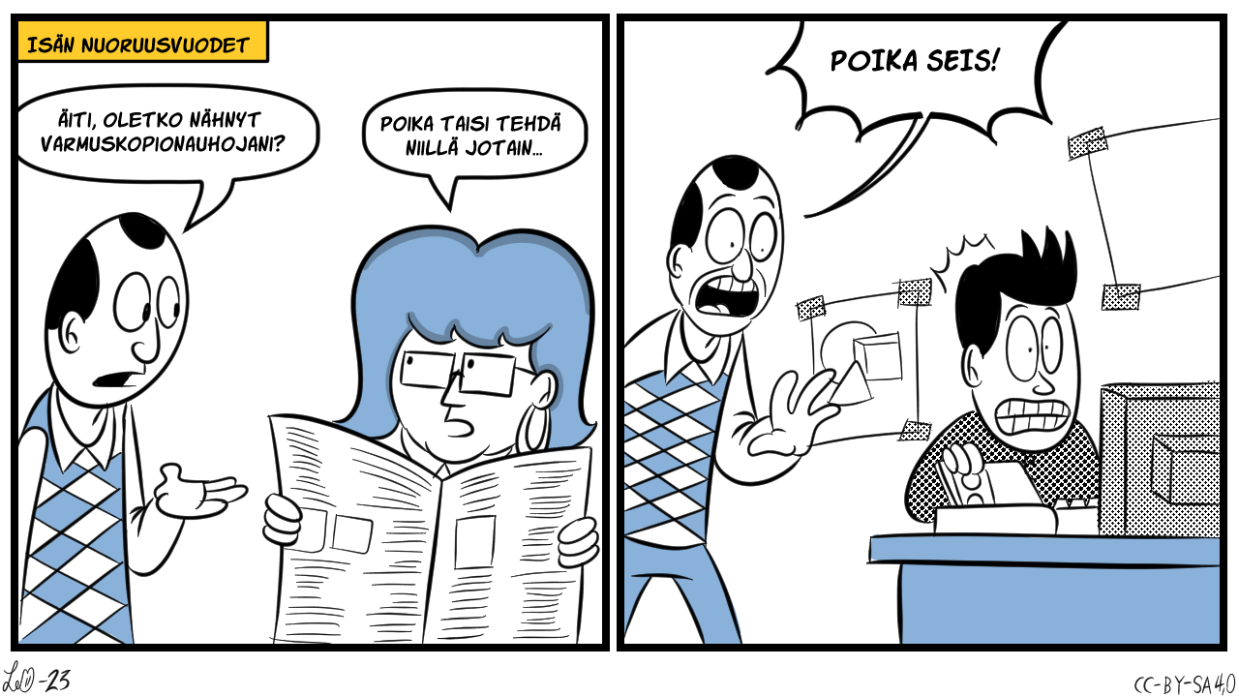 ISÄN NUORUUSVUODET
ÄITI, OLETKO NÄHNYT
VARMUSKOPIONAUHOJANI?
POIKA TAISI TEHDÄ
NIILLÄ JOTAIN...
POIKA SEIS!
-23
CC-BY-SA 4,0